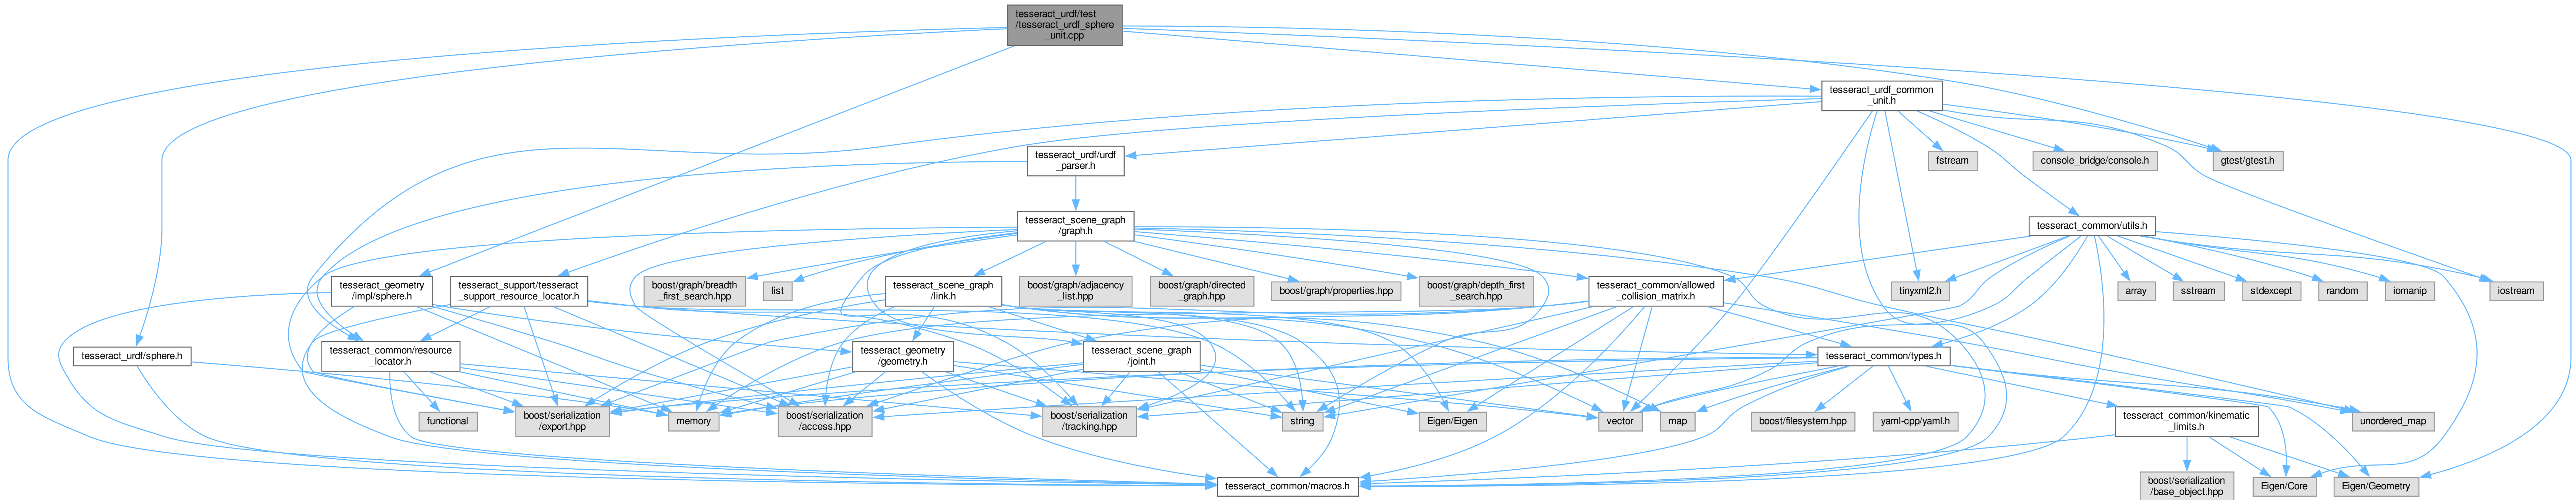 tesseract_urdf/test
/tesseract_urdf_sphere
_unit.cpp
tesseract_urdf_common
_unit.h
tesseract_urdf/urdf
_parser.h
fstream
console_bridge/console.h
gtest/gtest.h
tesseract_scene_graph
/graph.h
tesseract_common/utils.h
tesseract_geometry
/impl/sphere.h
tesseract_support/tesseract
_support_resource_locator.h
boost/graph/breadth
_first_search.hpp
list
tesseract_scene_graph
/link.h
boost/graph/adjacency
_list.hpp
boost/graph/directed
_graph.hpp
boost/graph/properties.hpp
boost/graph/depth_first
_search.hpp
tesseract_common/allowed
_collision_matrix.h
tinyxml2.h
array
sstream
stdexcept
random
iomanip
iostream
tesseract_urdf/sphere.h
tesseract_common/resource
_locator.h
tesseract_geometry
/geometry.h
tesseract_scene_graph
/joint.h
tesseract_common/types.h
functional
boost/serialization
/export.hpp
memory
boost/serialization
/access.hpp
boost/serialization
/tracking.hpp
string
Eigen/Eigen
vector
map
boost/filesystem.hpp
yaml-cpp/yaml.h
tesseract_common/kinematic
_limits.h
unordered_map
tesseract_common/macros.h
boost/serialization
/base_object.hpp
Eigen/Core
Eigen/Geometry